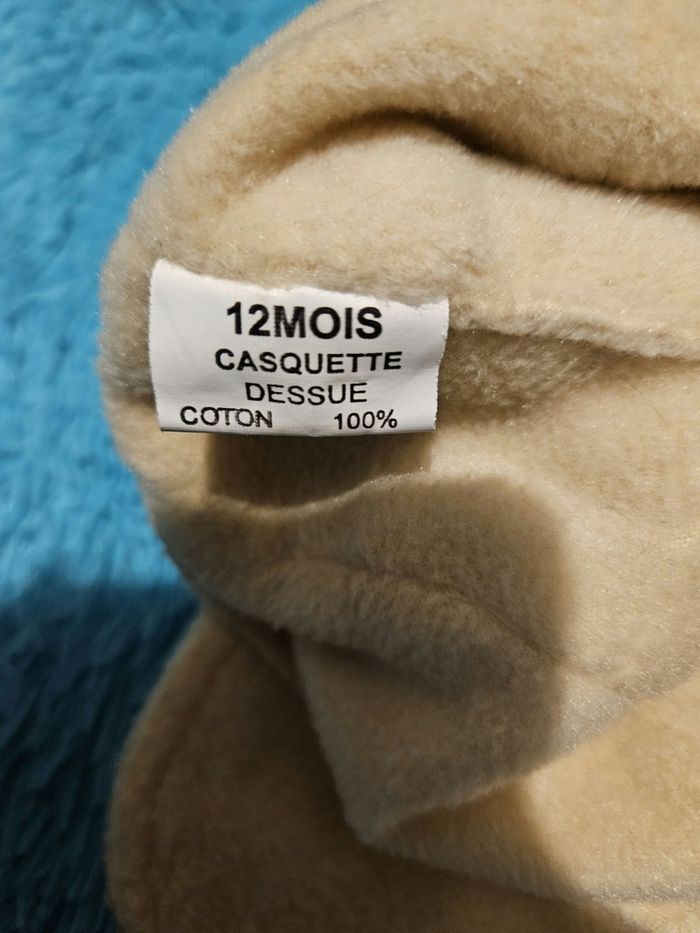 12MOIS
CASQUETTE
DESSUE
COTON 100%